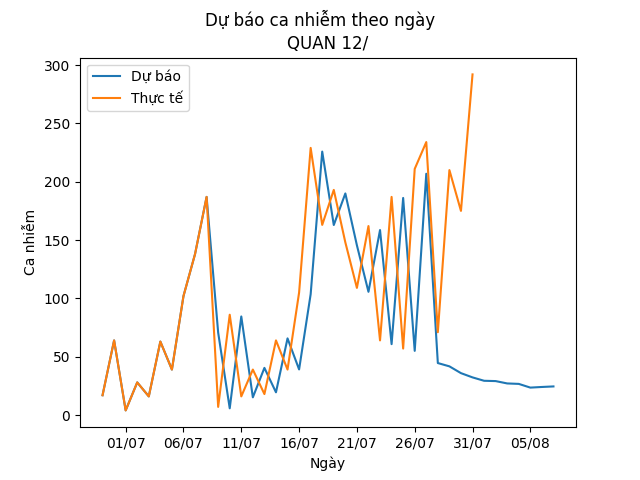 Dự báo ca nhiễm theo ngày
QUAN 12/
Dự báo
Thực tế
Ca nhiễm
300
250
200
150
100
50
0
01/07 06/07 11/07 16/07 21/07 26/07 31/07 05/08
Ngày